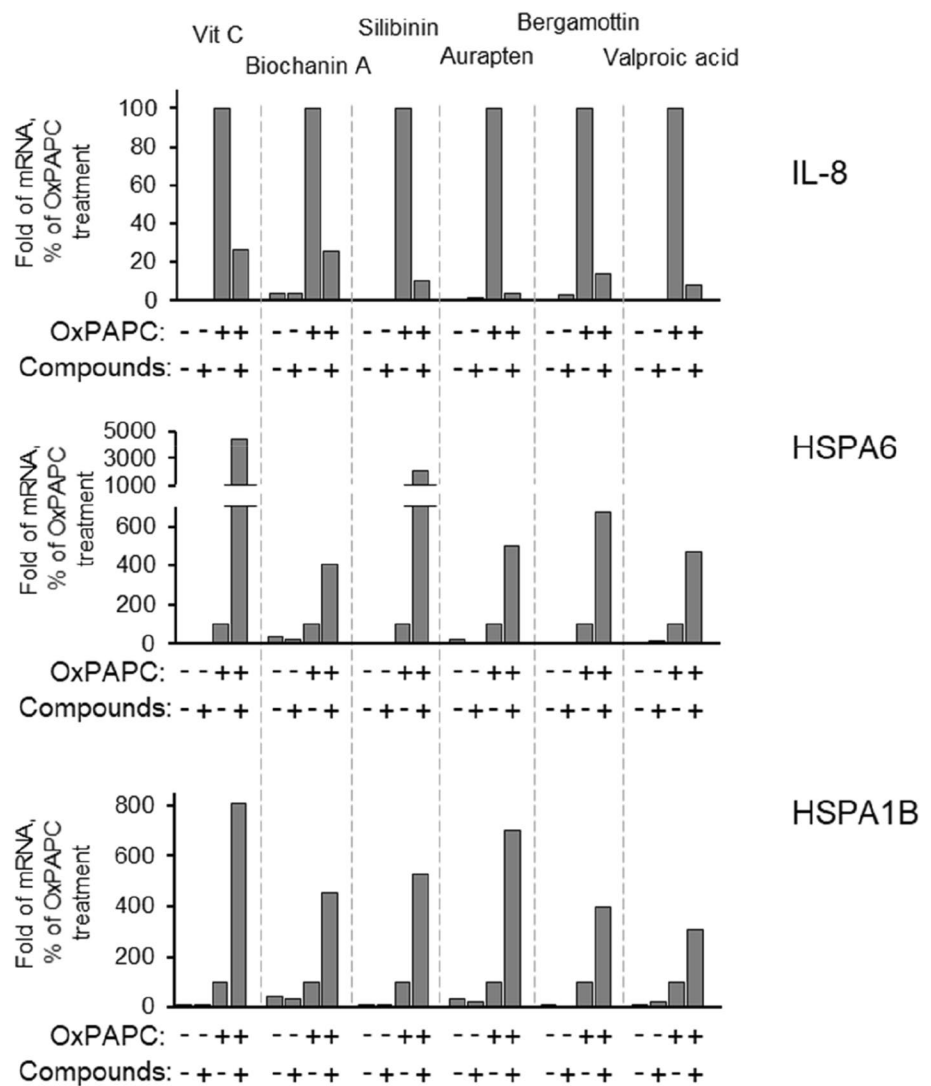 Vit C
Biochanin A
Silibinin
Aurapten
Bergamottin
Valproic acid
Fold of mRNA,
% of OxPAPC
treatment
100
80
60
40
20
0
IL-8
OxPAPC: - - + + - - + + - - + + - - + + - - + + - - + +
Compounds: - + - + - + - + - + - + - + - + - + - + - + - +
Fold of mRNA,
% of OxPAPC
treatment
5000
3000
1000
600
400
200
0
HSPA6
OxPAPC: - - + + - - + + - - + + - - + + - - + + - - + +
Compounds: - + - + - + - + - + - + - + - + - + - + - + - +
Fold of mRNA,
% of OxPAPC
treatment
800
600
400
200
0
HSPA1B
OxPAPC: - - + + - - + + - - + + - - + + - - + + - - + +
Compounds: - + - + - + - + - + - + - + - + - + - + - + - +